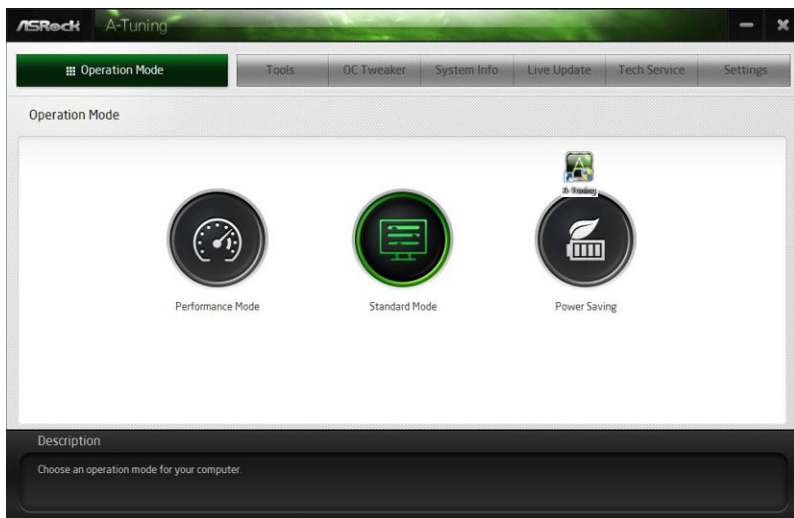 ASRock A-Tuning
Operation Mode Tools OC Tweaker System Info Live Update Tech Service Settings
Operation Mode
A-Tuning
Performance Mode Standard Mode Power Saving
Description
Choose an operation mode for your computer.